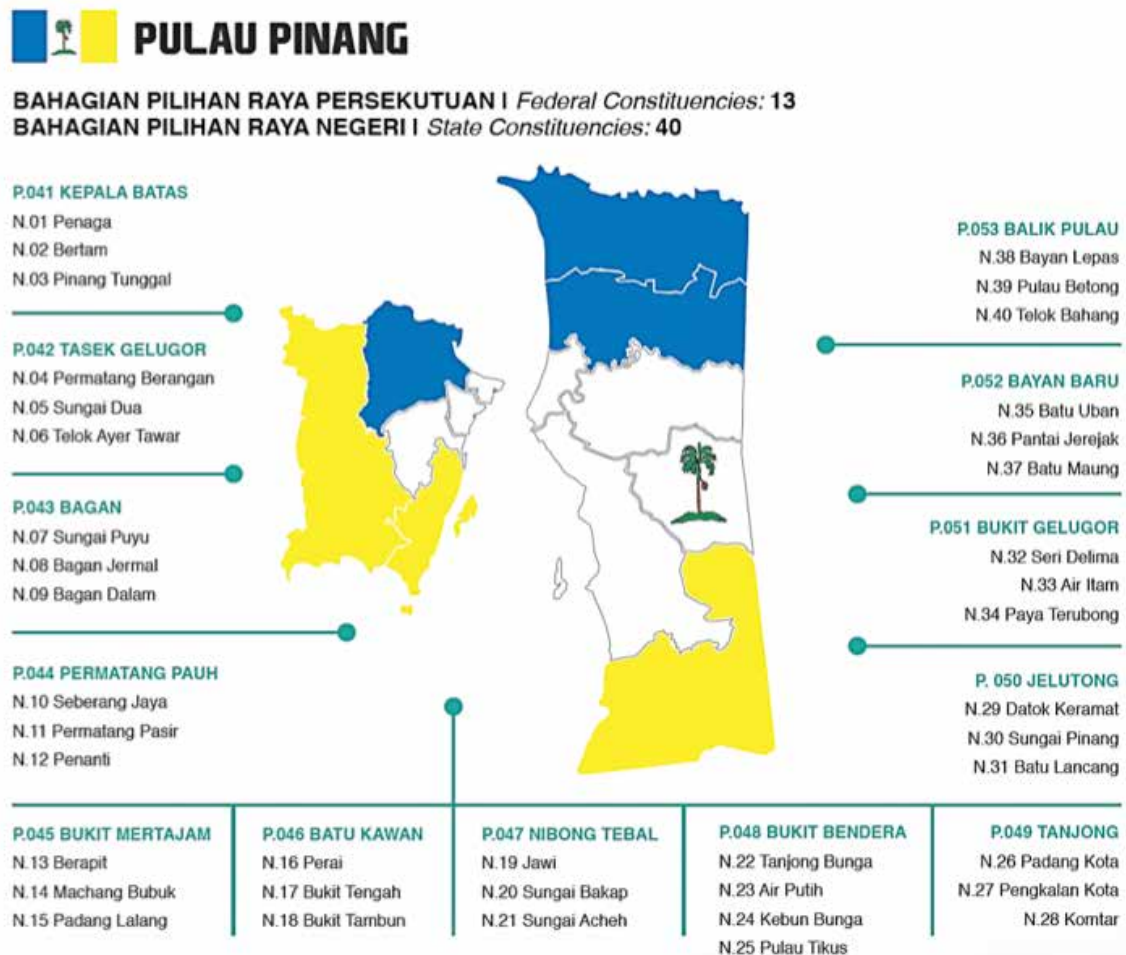 PULAU PINANG
BAHAGIAN PILIHAN RAYA PERSEKUTUAN I Federal Constituencies: 13
BAHAGIAN PILIHAN RAYA NEGERI I State Constituencies: 40
P.041 KEPALA BATAS
N.01 Penaga
N.02 Bertam
N.03 Pinang Tunggal
P.042 TASEK GELUGOR
N.04 Permatang Berangan
N.05 Sungai Dua
N.06 Telok Ayer Tawar
P.043 BAGAN
N.07 Sungai Puyu
N.08 Bagan Jermal
N.09 Bagan Dalam
P.044 PERMATANG PAUH
N.10 Seberang Jaya
N.11 Permatang Pasir
N.12 Penanti
P.053 BALIK PULAU
N.38 Bayan Lepas
N.39 Pulau Betong
N.40 Telok Bahang
P.052 BAYAN BARU
N.35 Batu Uban
N.36 Pantai Jerejak
N.37 Batu Maung
P.051 BUKIT GELUGOR
N.32 Seri Delima
N.33 Air Itam
N.34 Paya Terubong
P. 050 JELUTONG
N.29 Datok Keramat
N.30 Sungai Pinang
N.31 Batu Lancang
P.045 BUKIT MERTAJAM
N.13 Berapit
N.14 Machang Bubuk
N.15 Padang Lalang
P.046 BATU KAWAN
N.16 Perai
N.17 Bukit Tengah
N.18 Bukit Tambun
P.047 NIBONG TEBAL
N.19 Jawi
N.20 Sungai Bakap
N.21 Sungai Acheh
P.048 BUKIT BENDERA
N.22 Tanjong Bunga
N.23 Air Putih
N.24 Kebun Bunga
N.25 Pulau Tikus
P.049 TANJONG
N.26 Padang Kota
N.27 Pengkalan Kota
N.28 Komtar